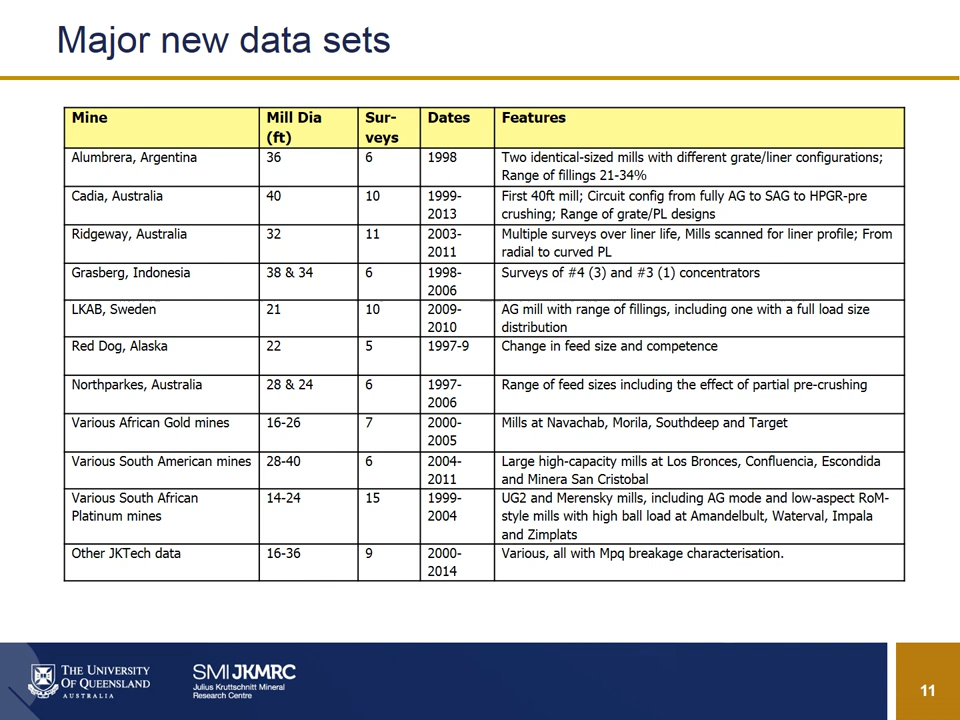 Major new data sets
Mine Mill Dia (ft) Sur-veys Dates Features
Alumbrera, Argentina 36 6 1998 Two identical-sized mills with different grate/liner configurations; Range of fillings 21-34%
Cadia, Australia 40 10 1999-2013 First 40ft mill; Circuit config from fully AG to SAG to HPGR-pre crushing; Range of grate/PL designs
Ridgeway, Australia 32 11 2003-2011 Multiple surveys over liner life, Mills scanned for liner profile; From radial to curved PL
Grasberg, Indonesia 38 & 34 6 1998-2006 Surveys of #4 (3) and #3 (1) concentrators
LKAB, Sweden 21 10 2009-2010 AG mill with range of fillings, including one with a full load size distribution
Red Dog, Alaska 22 5 1997-9 Change in feed size and competence
Northparkes, Australia 28 & 24 6 1997-2006 Range of feed sizes including the effect of partial pre-crushing
Various African Gold mines 16-26 7 2000-2005 Mills at Navachab, Morila, Southdeep and Target
Various South American mines 28-40 6 2004-2011 Large high-capacity mills at Los Bronces, Confluencia, Escondida and Minera San Cristobal
Various South African Platinum mines 14-24 15 1999-2004 UG2 and Merensky mills, including AG mode and low-aspect RoM-style mills with high ball load at Amandelbult, Waterval, Impala and Zimplats
Other JKTech data 16-36 9 2000-2014 Various, all with Mpq breakage characterisation.
THE UNIVERSITY
OF QUEENSLAND
AUSTRALIA
SMI JKMRC
Julius Kruttschnitt Mineral
Research Centre
11